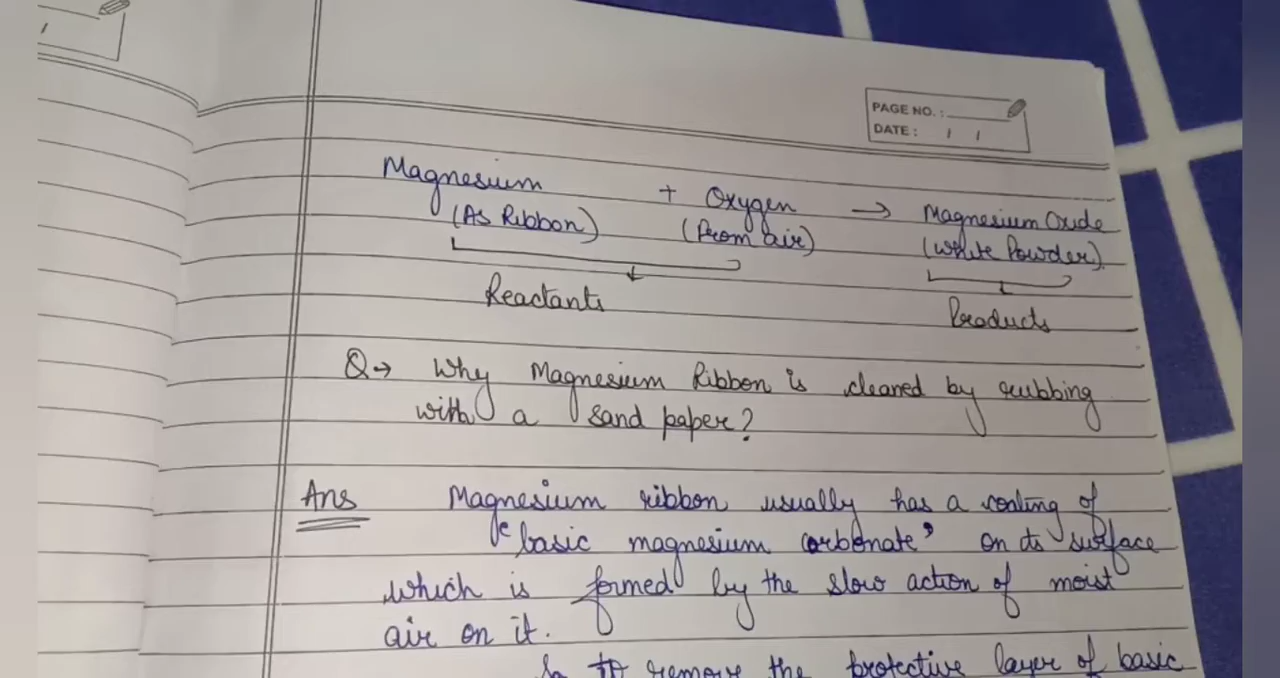 PAGE NO. :
DATE : / /
Magnesium + Oxygen → Magnesium Oxide
(As Ribbon) (From air) (White Powder)
Reactants Products
Q → Why Magnesium Ribbon is cleaned by rubbing
with a sand paper?
Ans Magnesium ribbon usually has a coating of
'basic magnesium carbonate' on its surface
which is formed by the slow action of moist
air on it.
So to remove the protective layer of basic